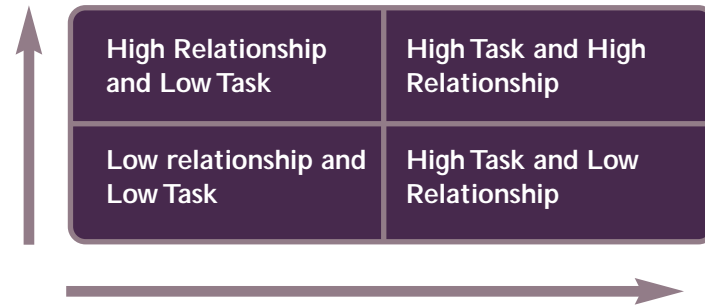 High Relationship
and Low Task
High Task and High
Relationship
Low relationship and
Low Task
High Task and Low
Relationship